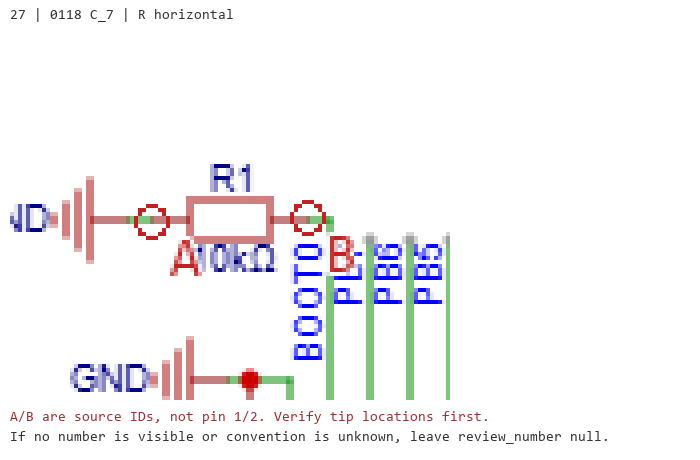 27 | 0118 C_7 | R horizontal
R1
ND
A
10kΩ
B
BOOT0
PB6
PB5
GND
A/B are source IDs, not pin 1/2. Verify tip locations first.
If no number is visible or convention is unknown, leave review_number null.